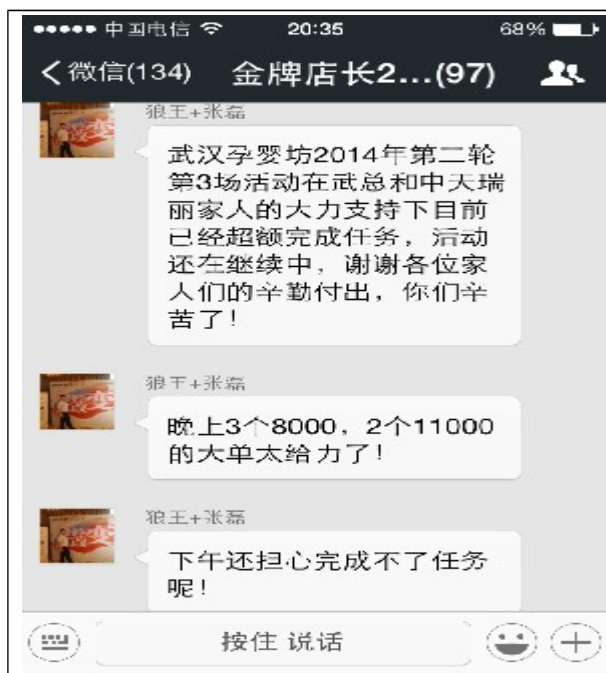 中国电信 20:35 68%
微信(134) 金牌店长2...(97)
狼王+张磊
武汉孕婴坊2014年第二轮
第3场活动在武总和中天瑞
丽家人的大力支持下目前
已经超额完成任务，活动
还在继续中，谢谢各位家
人们的辛勤付出，你们辛
苦了！
狼王+张磊
晚上3个8000，2个11000
的大单太给力了！
狼王+张磊
下午还担心完成不了任务
呢！
按住 说话